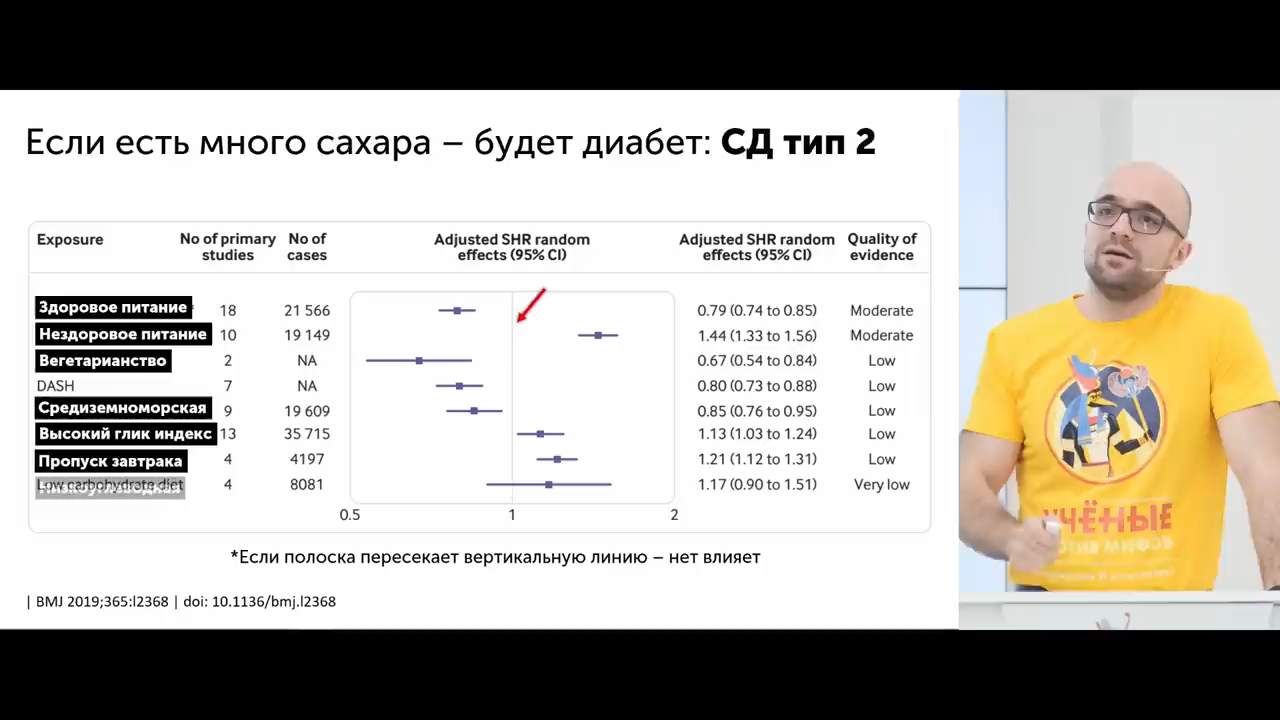 Если есть много сахара – будет диабет: СД тип 2
Exposure No of primary studies No of cases Adjusted SHR random effects (95% CI) Adjusted SHR random effects (95% CI) Quality of evidence
Здоровое питание 18 21 566 0.79 (0.74 to 0.85) Moderate
Нездоровое питание 10 19 149 1.44 (1.33 to 1.56) Moderate
Вегетарианство 2 NA 0.67 (0.54 to 0.84) Low
DASH 7 NA 0.80 (0.73 to 0.88) Low
Средиземноморская 9 19 609 0.85 (0.76 to 0.95) Low
Высокий глик индекс 13 35 715 1.13 (1.03 to 1.24) Low
Пропуск завтрака 4 4197 1.21 (1.12 to 1.31) Low
Low carbohydrate diet Низкоуглеводная 4 8081 1.17 (0.90 to 1.51) Very low
0.5 1 2
*Если полоска пересекает вертикальную линию – нет влияет
| BMJ 2019;365:l2368 | doi: 10.1136/bmj.l2368
УЧЁНЫЕ
ПРОТИВ МИФОВ